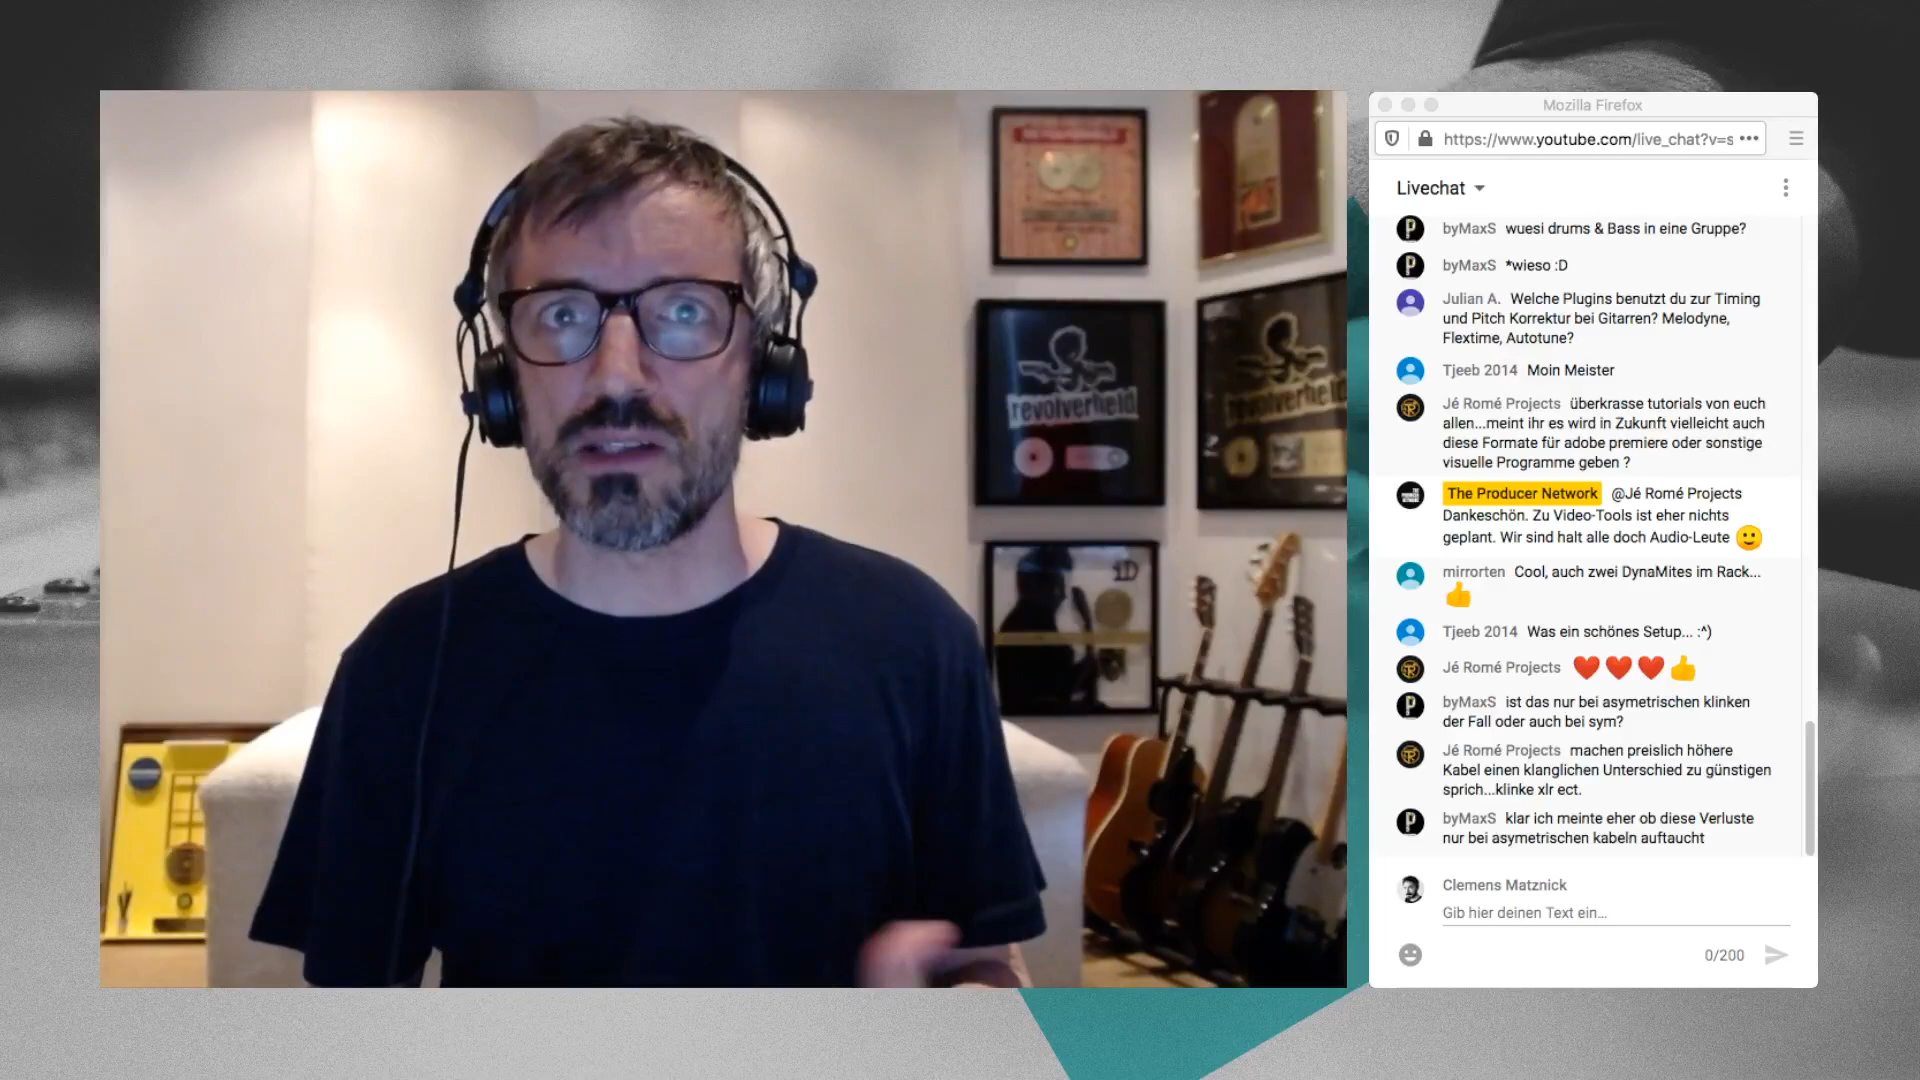 revolverheld
revolverheld
1D
Mozilla Firefox
https://www.youtube.com/live_chat?v=s
Livechat
byMaxS wuesi drums & Bass in eine Gruppe?
byMaxS *wieso :D
Julian A. Welche Plugins benutzt du zur Timing
und Pitch Korrektur bei Gitarren? Melodyne,
Flextime, Autotune?
Tjeeb 2014 Moin Meister
Jé Romé Projects überkrasse tutorials von euch
allen...meint ihr es wird in Zukunft vielleicht auch
diese Formate für adobe premiere oder sonstige
visuelle Programme geben ?
The Producer Network @Jé Romé Projects
Dankeschön. Zu Video-Tools ist eher nichts
geplant. Wir sind halt alle doch Audio-Leute 🙂
mirrorten Cool, auch zwei DynaMites im Rack...
👍
Tjeeb 2014 Was ein schönes Setup... :^)
Jé Romé Projects ❤️❤️❤️👍
byMaxS ist das nur bei asymetrischen klinken
der Fall oder auch bei sym?
Jé Romé Projects machen preislich höhere
Kabel einen klanglichen Unterschied zu günstigen
sprich...klinke xlr ect.
byMaxS klar ich meinte eher ob diese Verluste
nur bei asymetrischen kabeln auftaucht
Clemens Matznick
Gib hier deinen Text ein...
0/200